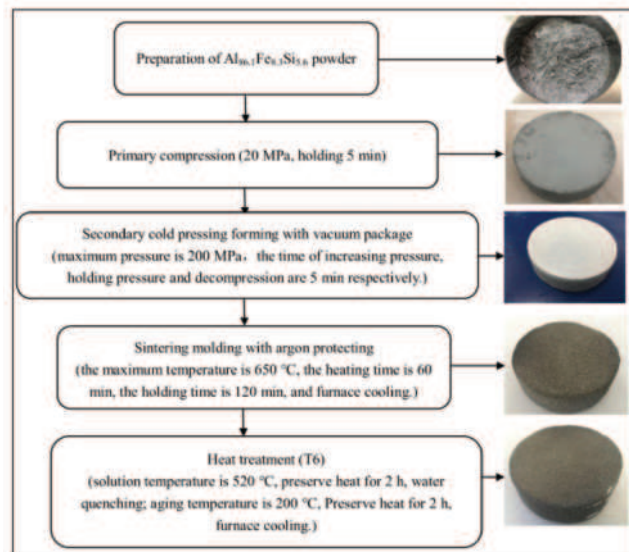 Preparation of Al86.1Fe8.3Si5.6 powder
Primary compression (20 MPa, holding 5 min)
Secondary cold pressing forming with vacuum package
(maximum pressure is 200 MPa, the time of increasing pressure,
holding pressure and decompression are 5 min respectively.)
Sintering molding with argon protecting
(the maximum temperature is 650 ℃, the heating time is 60
min, the holding time is 120 min, and furnace cooling.)
Heat treatment (T6)
(solution temperature is 520 ℃, preserve heat for 2 h, water
quenching; aging temperature is 200 ℃, Preserve heat for 2 h,
furnace cooling.)